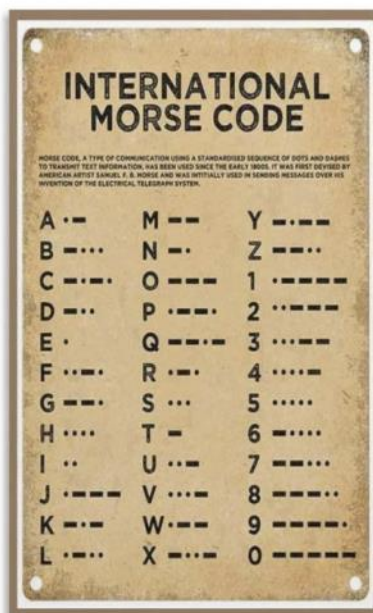 INTERNATIONAL
MORSE CODE
MORSE CODE, A TYPE OF COMMUNICATION USING A STANDARDISED SEQUENCE OF DOTS AND DASHES
TO TRANSMIT TEXT INFORMATION, HAS BEEN USED SINCE THE EARLY 1800S. IT WAS FIRST DEVISED BY
AMERICAN ARTIST SAMUEL F. B. MORSE AND WAS INTITIALLY USED IN SENDING MESSAGES OVER HIS
INVENTION OF THE ELECTRICAL TELEGRAPH SYSTEM.
A ·−
B −···
C −·−·
D −··
E ·
F ··−·
G −−·
H ····
I ··
J ·−−−
K −·−
L ·−··
M −−
N −·
O −−−
P ·−−·
Q −−·−
R ·−·
S ···
T −
U ··−
V ···−
W ·−−
X −··−
Y −·−−
Z −−··
1 ·−−−−
2 ··−−−
3 ···−−
4 ····−
5 ·····
6 −····
7 −−···
8 −−−··
9 −−−−·
0 −−−−−